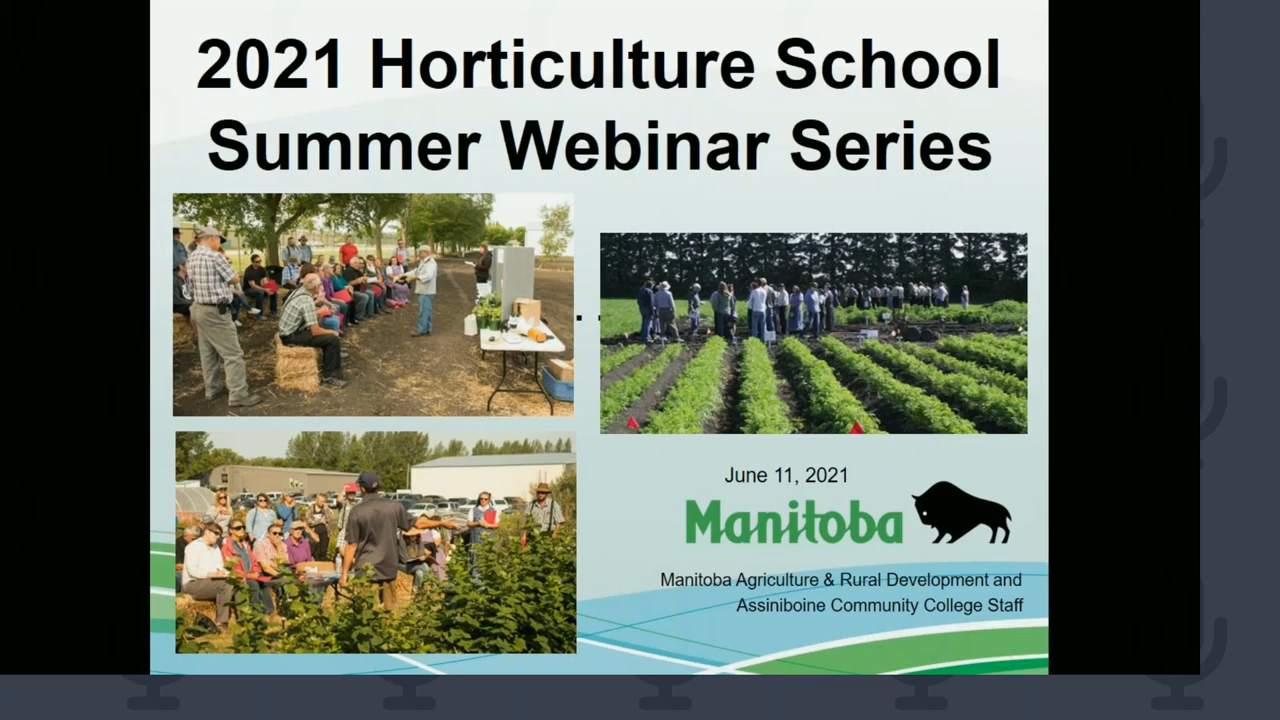 2021 Horticulture School
Summer Webinar Series
June 11, 2021
Manitoba
Manitoba Agriculture & Rural Development and
Assiniboine Community College Staff